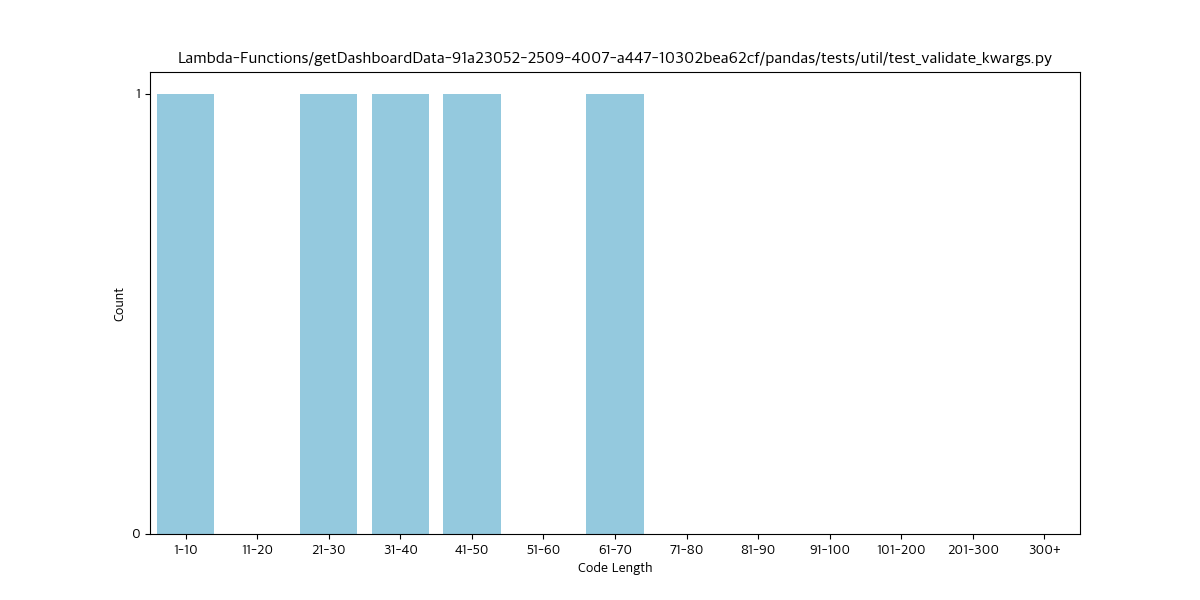 Lambda-Functions/getDashboardData-91a23052-2509-4007-a447-10302bea62cf/pandas/tests/util/test_validate_kwargs.py
1
Count
0
1-10 11-20 21-30 31-40 41-50 51-60 61-70 71-80 81-90 91-100 101-200 201-300 300+
Code Length